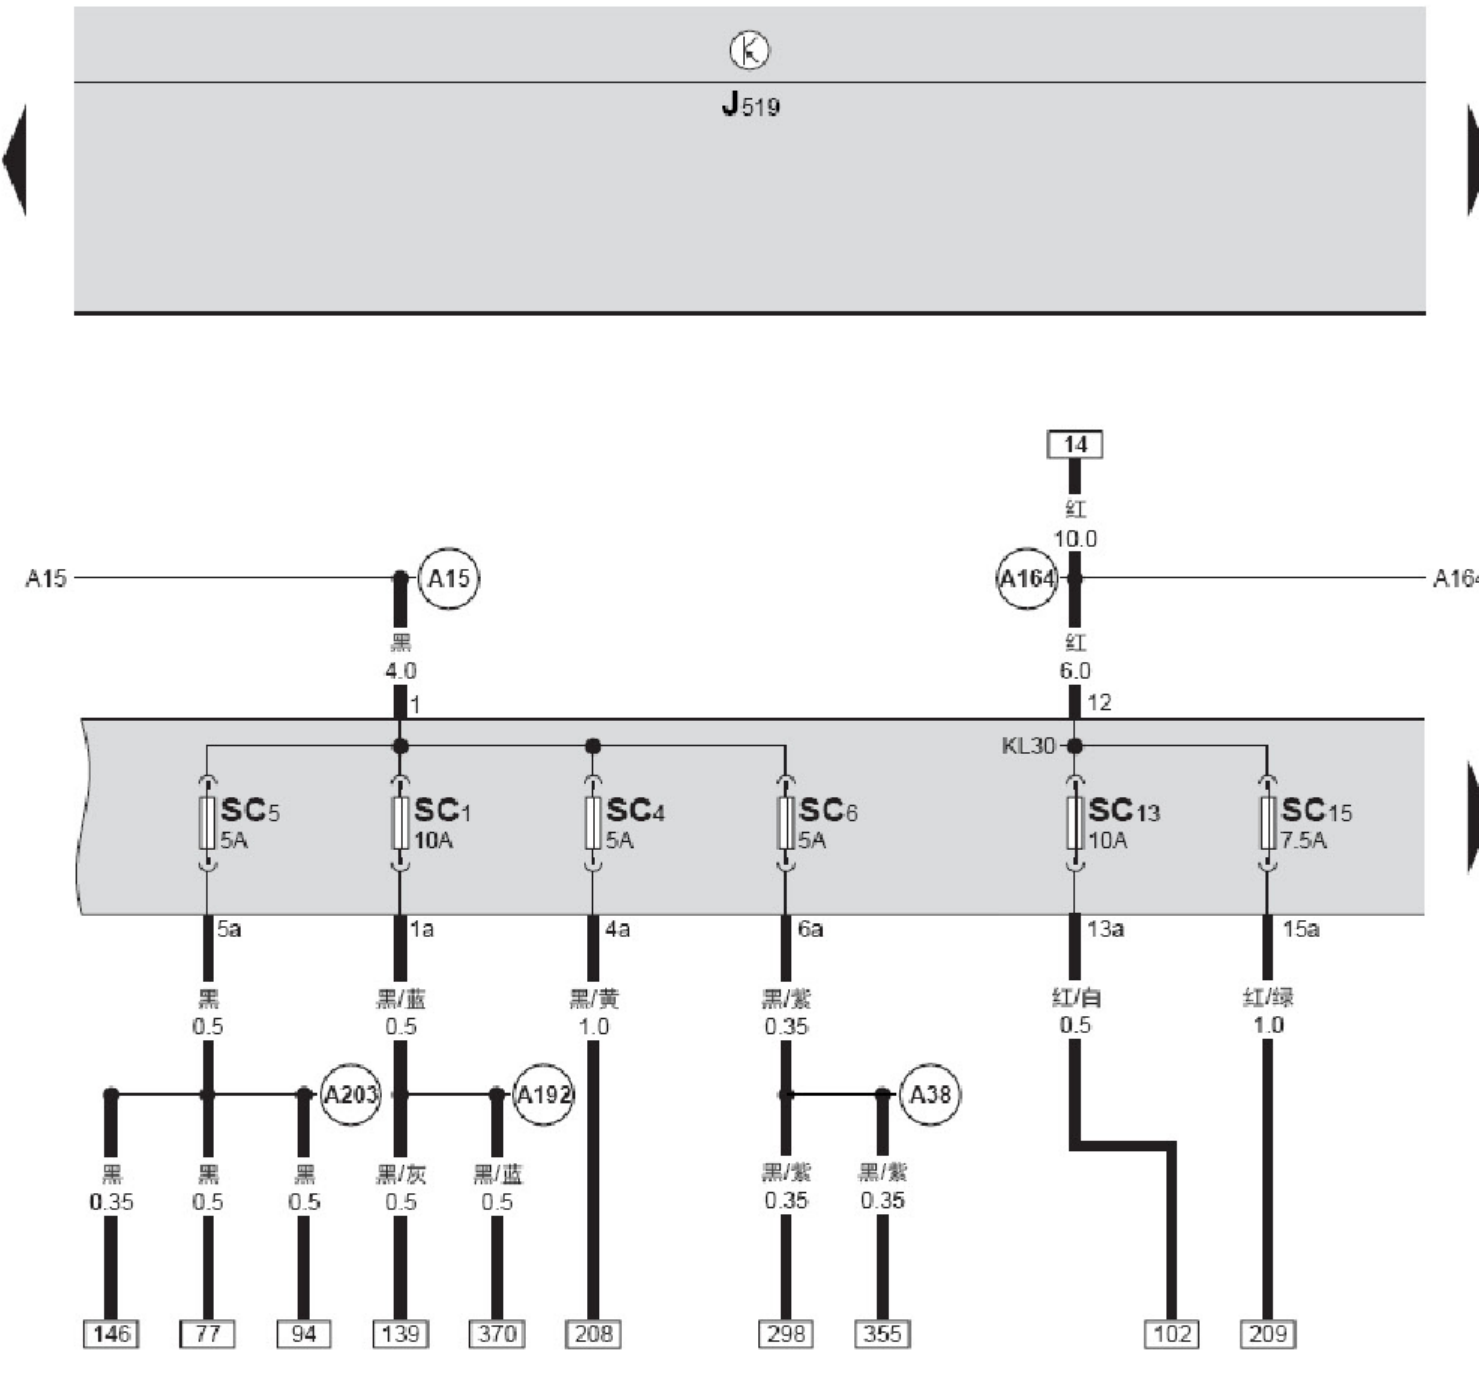 J519
14
红
10.0
A15 A15 A164 A164
黑 红
4.0 6.0
1 12
KL30
SC5 SC1 SC4 SC6 SC13 SC15
5A 10A 5A 5A 10A 7.5A
5a 1a 4a 6a 13a 15a
黑 黑/蓝 黑/黄 黑/紫 红/白 红/绿
0.5 0.5 1.0 0.35 0.5 1.0
A203 A192 A38
黑 黑 黑 黑/灰 黑/蓝 黑/紫 黑/紫
0.35 0.5 0.5 0.5 0.5 0.35 0.35
146 77 94 139 370 208 298 355 102 209